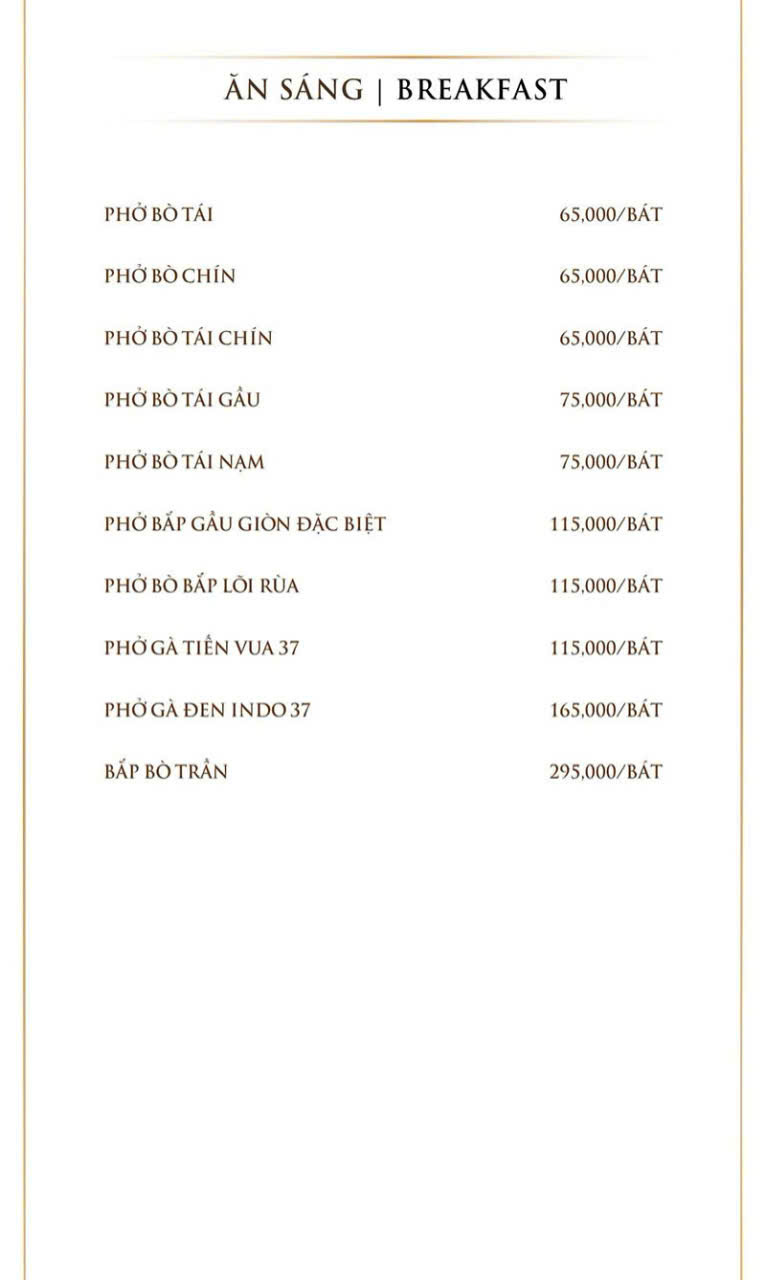 ĂN SÁNG | BREAKFAST
PHỞ BÒ TÁI 65,000/BÁT
PHỞ BÒ CHÍN 65,000/BÁT
PHỞ BÒ TÁI CHÍN 65,000/BÁT
PHỞ BÒ TÁI GẦU 75,000/BÁT
PHỞ BÒ TÁI NẠM 75,000/BÁT
PHỞ BẮP GẦU GIÒN ĐẶC BIỆT 115,000/BÁT
PHỞ BÒ BẮP LÕI RÙA 115,000/BÁT
PHỞ GÀ TIẾN VUA 37 115,000/BÁT
PHỞ GÀ ĐEN INDO 37 165,000/BÁT
BẮP BÒ TRẦN 295,000/BÁT